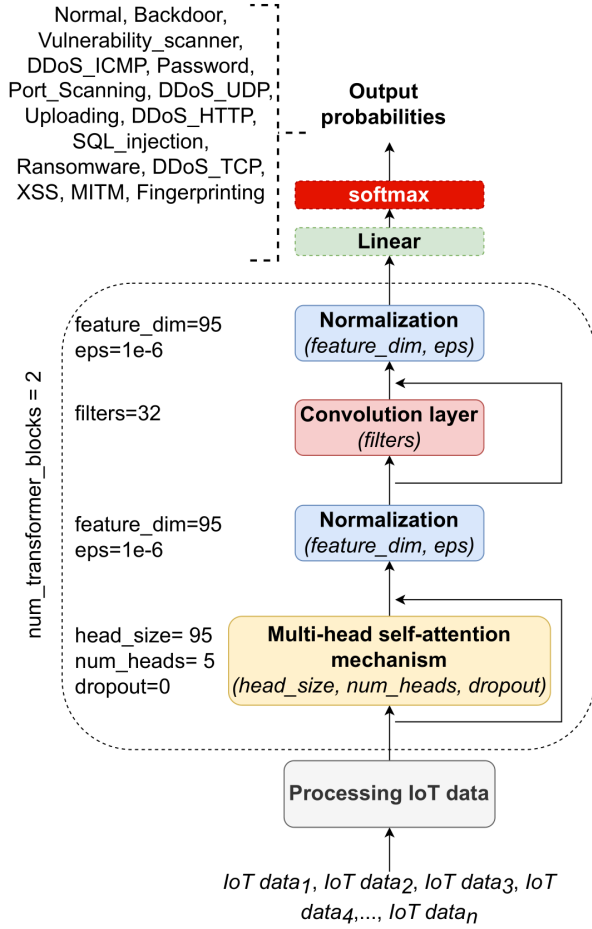 Normal, Backdoor,
Vulnerability_scanner,
DDoS_ICMP, Password,
Port_Scanning, DDoS_UDP,
Uploading, DDoS_HTTP,
SQL_injection,
Ransomware, DDoS_TCP,
XSS, MITM, Fingerprinting
Output
probabilities
softmax
Linear
num_transformer_blocks = 2
feature_dim=95
eps=1e-6
Normalization
(feature_dim, eps)
filters=32
Convolution layer
(filters)
feature_dim=95
eps=1e-6
Normalization
(feature_dim, eps)
head_size= 95
num_heads= 5
dropout=0
Multi-head self-attention
mechanism
(head_size, num_heads, dropout)
Processing IoT data
IoT data1, IoT data2, IoT data3, IoT
data4,..., IoT datan